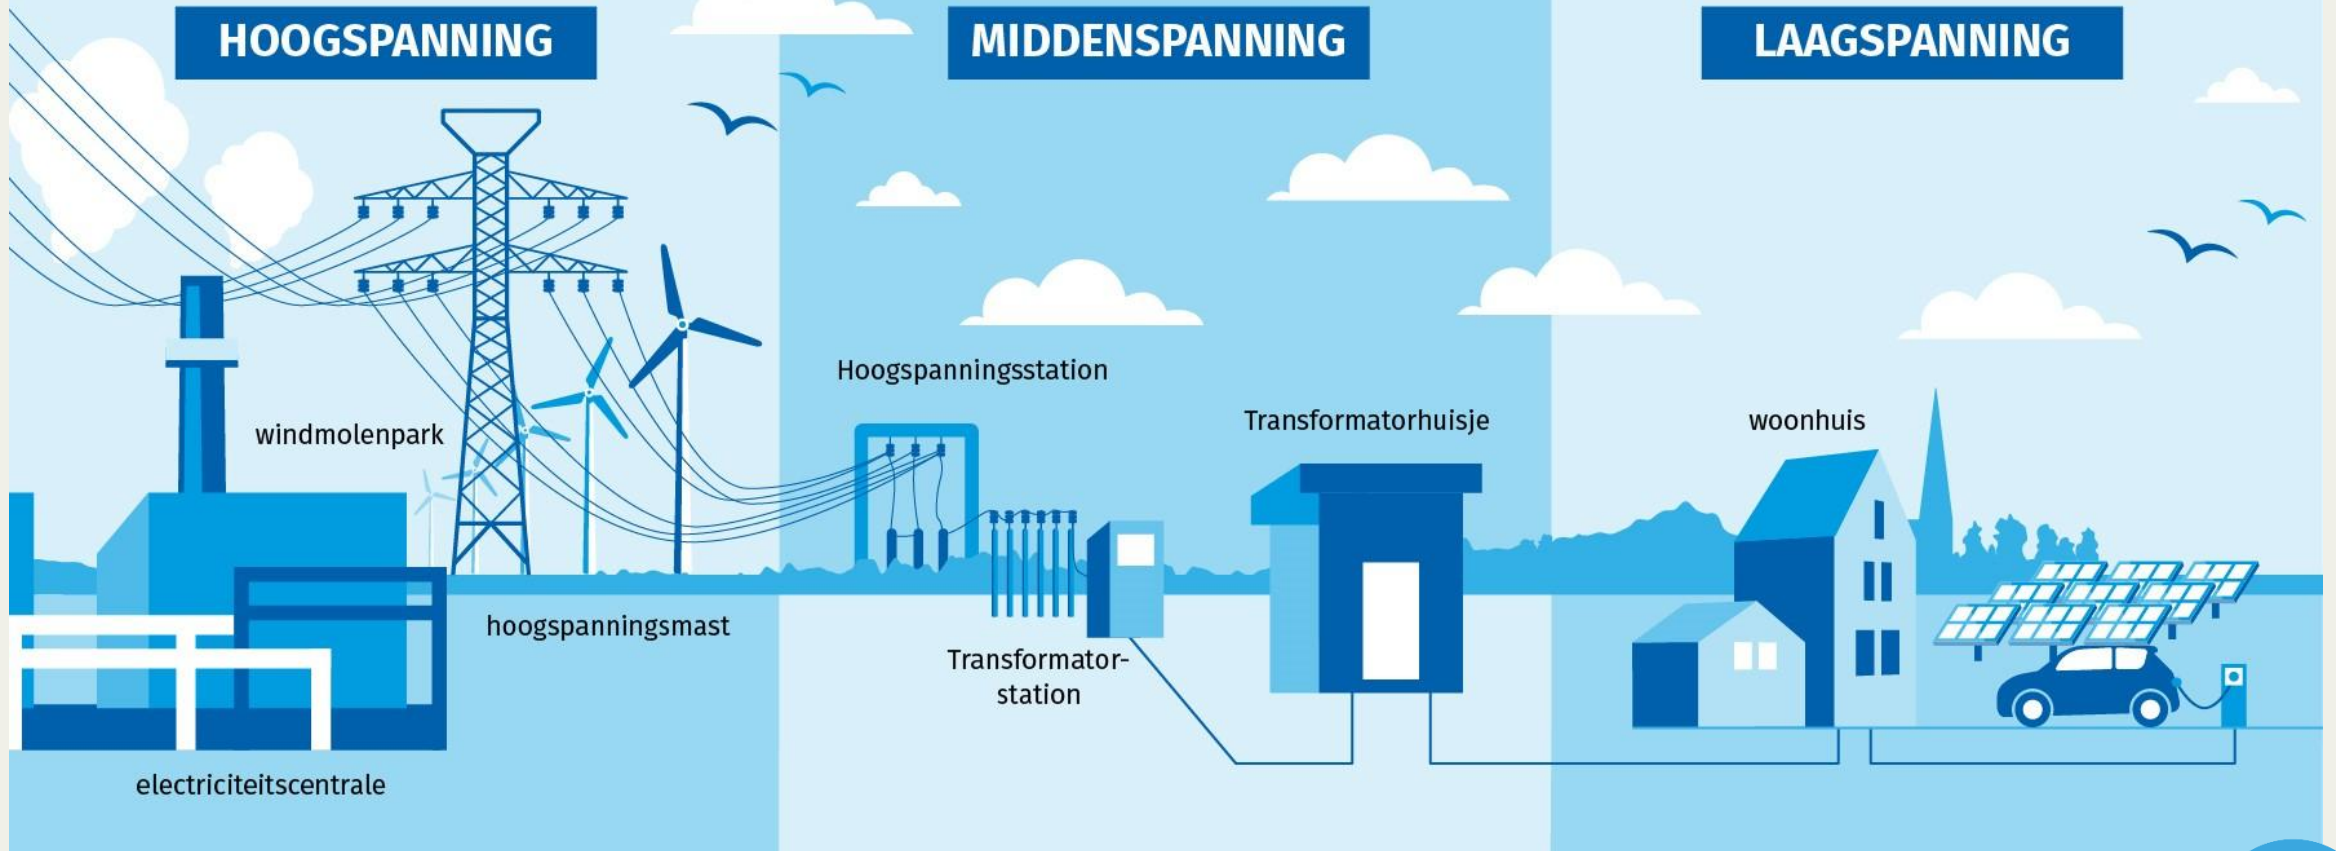 HOOGSPANNING
MIDDENSPANNING
LAAGSPANNING
Hoogspanningsstation
Transformatorhuisje
woonhuis
windmolenpark
hoogspanningsmast
Transformator-
station
electriciteitscentrale